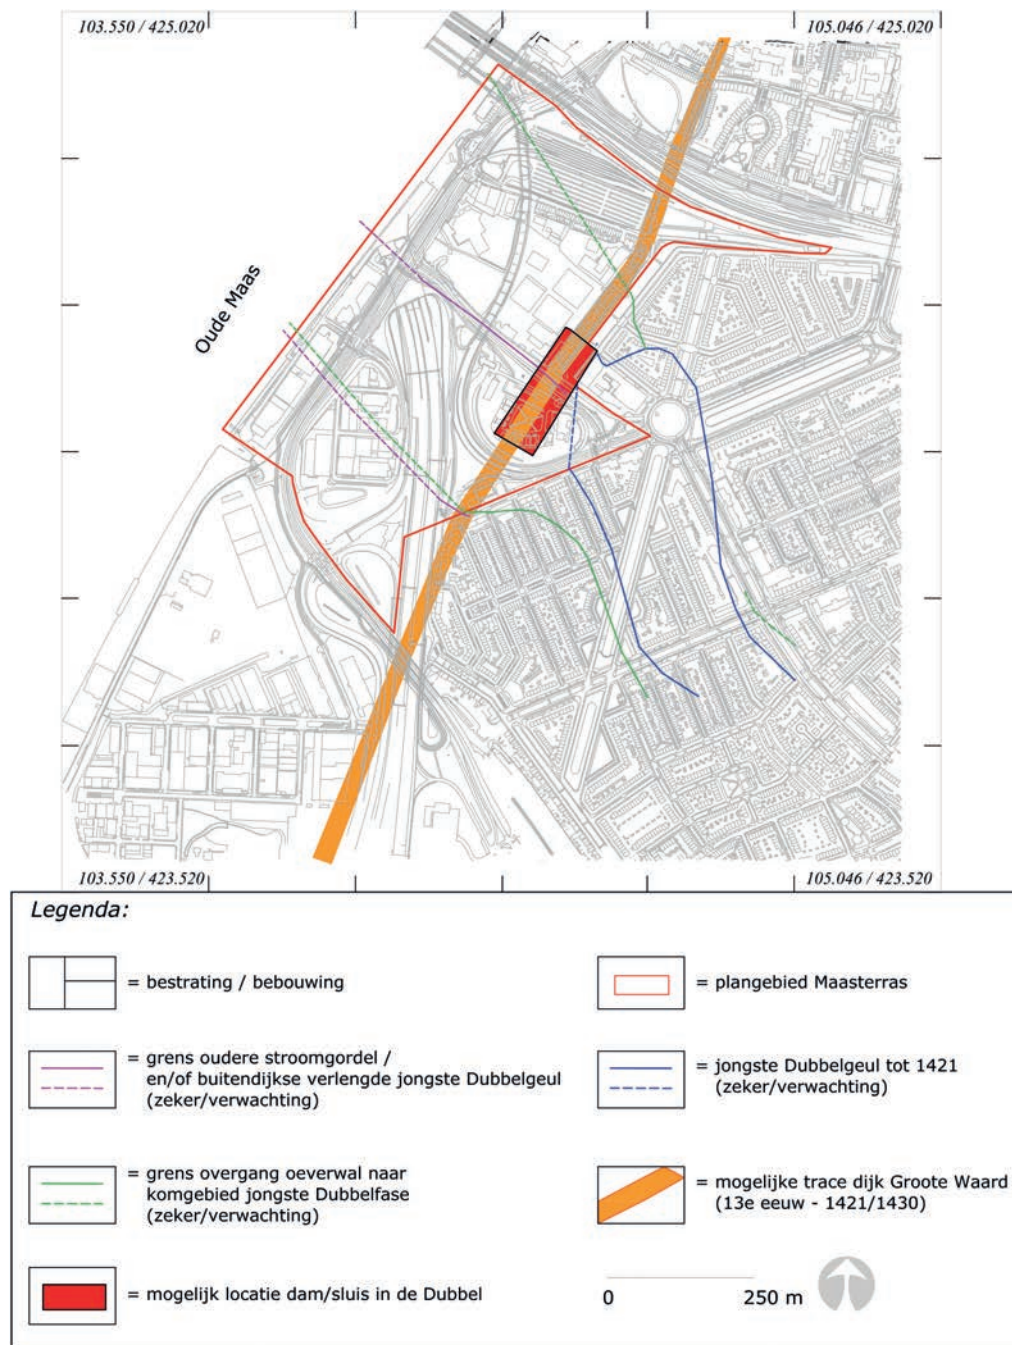 103.550 / 425.020
105.046 / 425.020
Oude Maas
103.550 / 423.520
105.046 / 423.520
Legenda:
= bestrating / bebouwing
= plangebied Maasterras
= grens oudere stroomgordel /
en/of buitendijkse verlengde jongste Dubbelgeul
(zeker/verwachting)
= jongste Dubbelgeul tot 1421
(zeker/verwachting)
= grens overgang oeverwal naar
komgebied jongste Dubbelfase
(zeker/verwachting)
= mogelijke trace dijk Groote Waard
(13e eeuw - 1421/1430)
= mogelijk locatie dam/sluis in de Dubbel
0 250 m